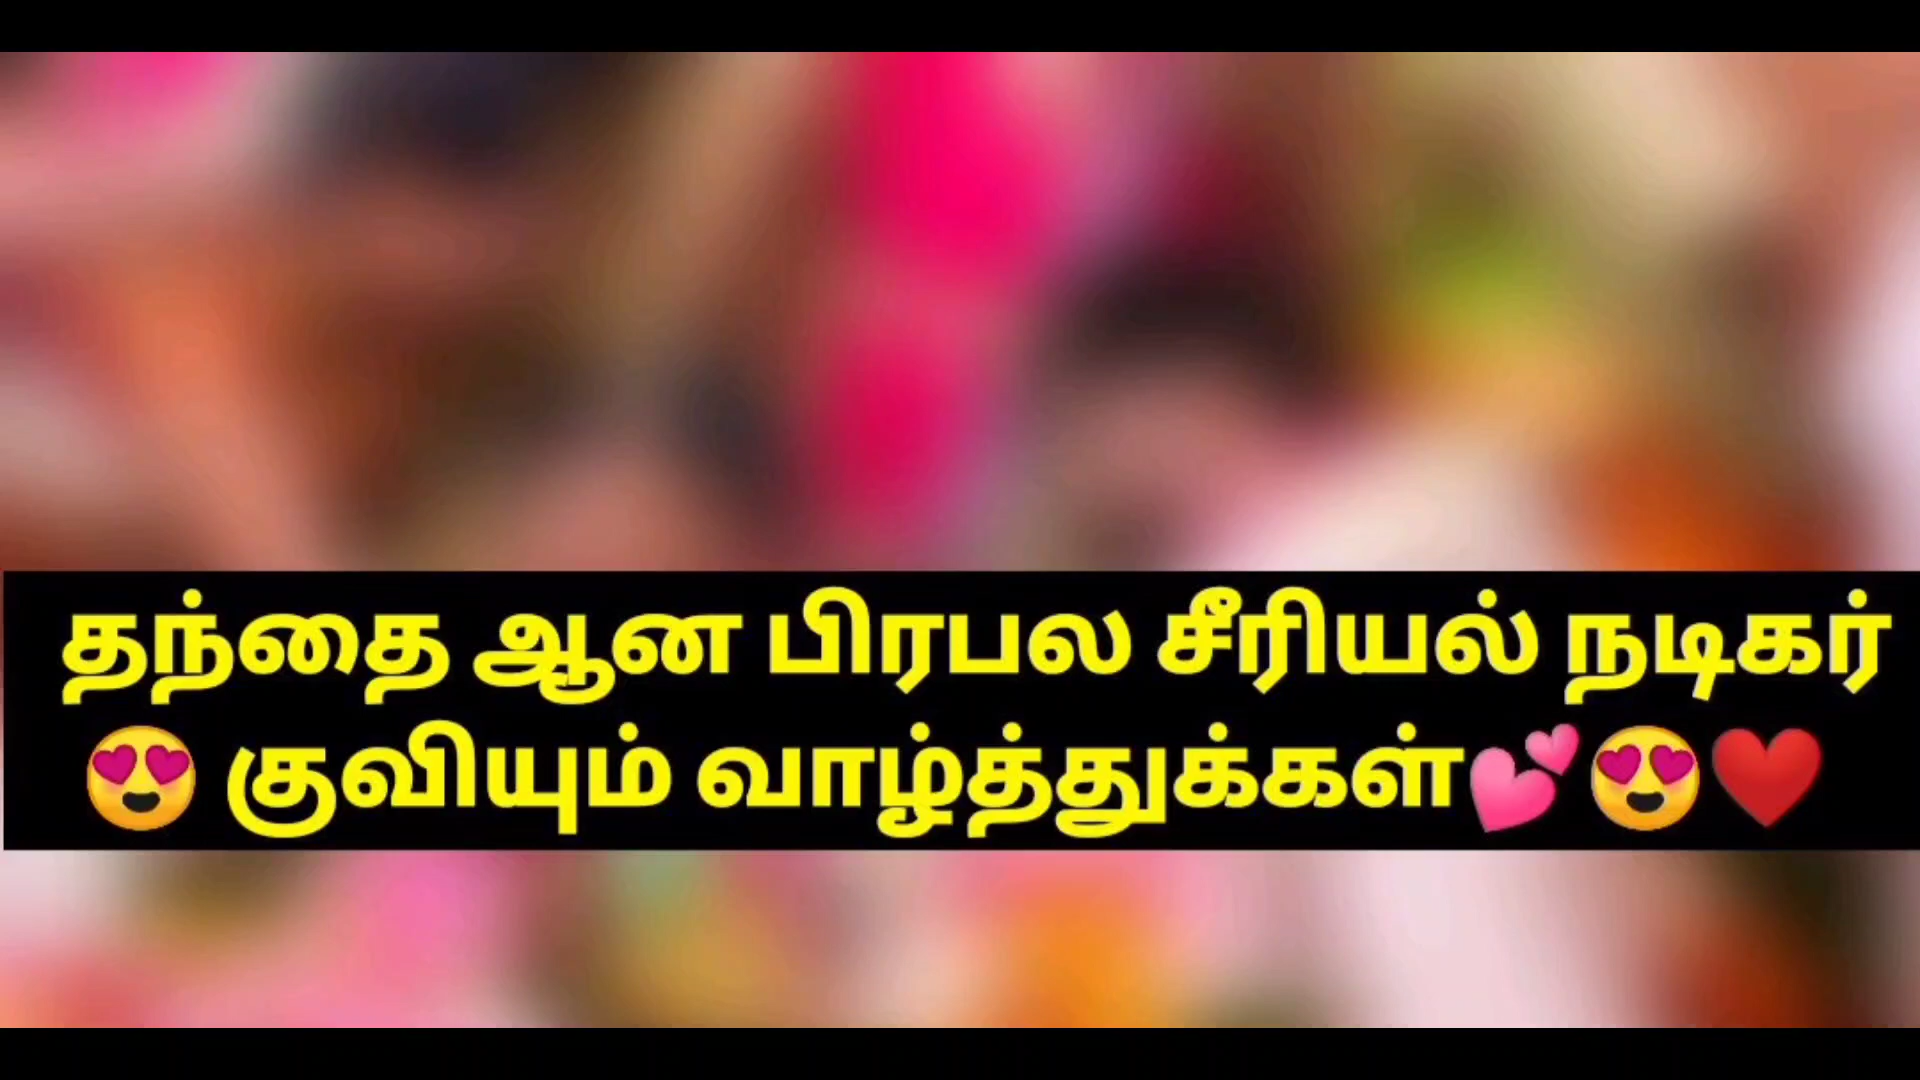 தந்தை ஆன பிரபல சீரியல் நடிகர்
😍 குவியும் வாழ்த்துக்கள்💕😍❤️